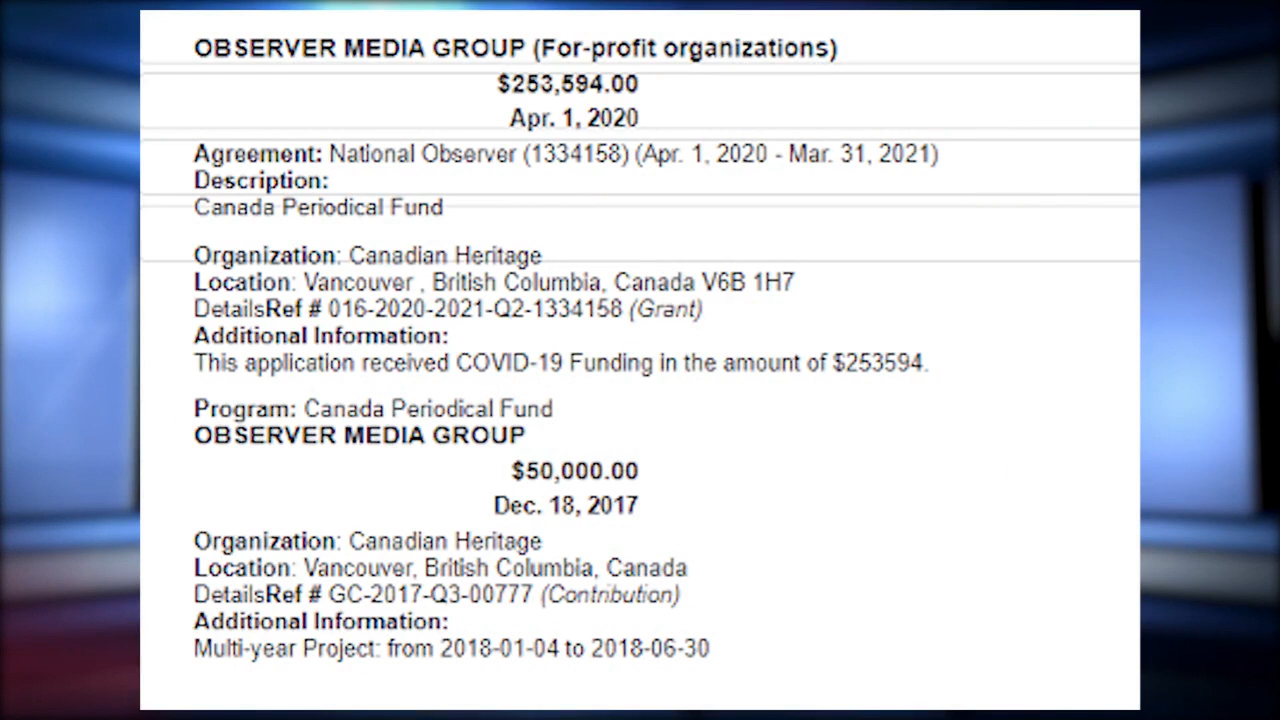 OBSERVER MEDIA GROUP (For-profit organizations)
$253,594.00
Apr. 1, 2020
Agreement: National Observer (1334158) (Apr. 1, 2020 - Mar. 31, 2021)
Description:
Canada Periodical Fund
Organization: Canadian Heritage
Location: Vancouver , British Columbia, Canada V6B 1H7
DetailsRef # 016-2020-2021-Q2-1334158 (Grant)
Additional Information:
This application received COVID-19 Funding in the amount of $253594.
Program: Canada Periodical Fund
OBSERVER MEDIA GROUP
$50,000.00
Dec. 18, 2017
Organization: Canadian Heritage
Location: Vancouver, British Columbia, Canada
DetailsRef # GC-2017-Q3-00777 (Contribution)
Additional Information:
Multi-year Project: from 2018-01-04 to 2018-06-30